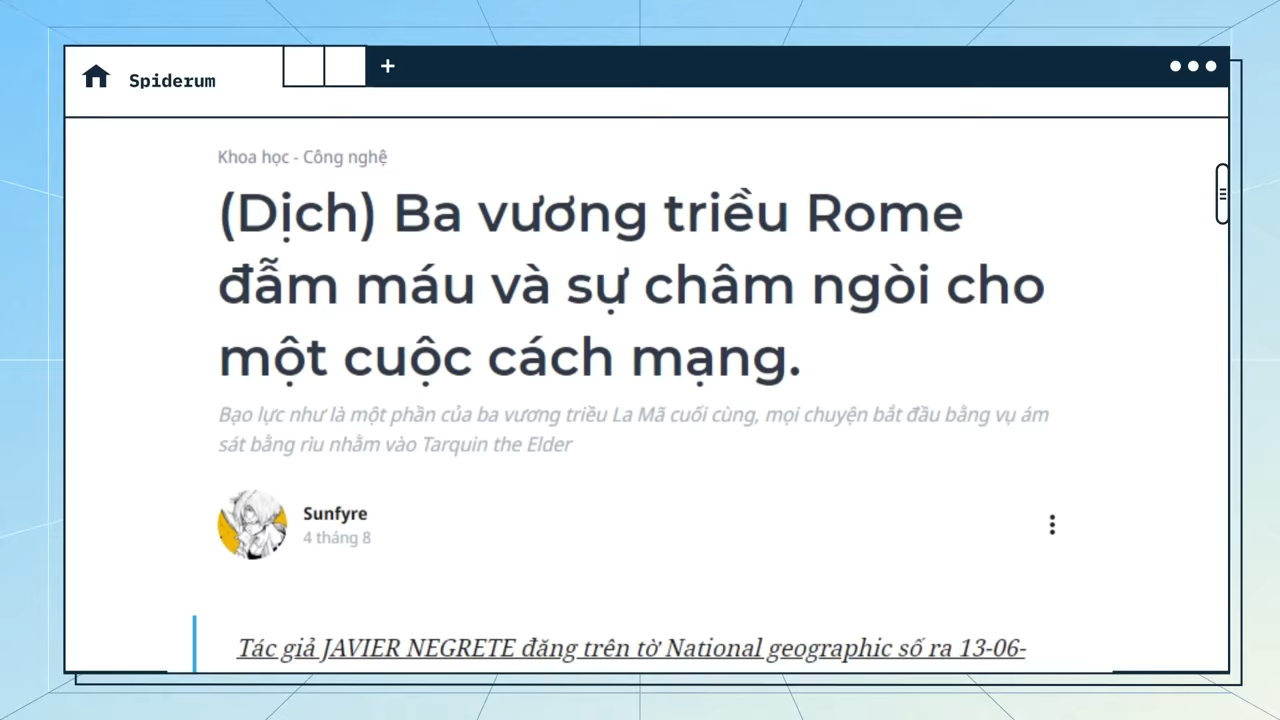 Spiderum
+
Khoa học - Công nghệ
(Dịch) Ba vương triều Rome
đẫm máu và sự châm ngòi cho
một cuộc cách mạng.
Bạo lực như là một phần của ba vương triều La Mã cuối cùng, mọi chuyện bắt đầu bằng vụ ám
sát bằng rìu nhằm vào Tarquin the Elder
Sunfyre
4 tháng 8
Tác giả JAVIER NEGRETE đăng trên tờ National geographic số ra 13-06-